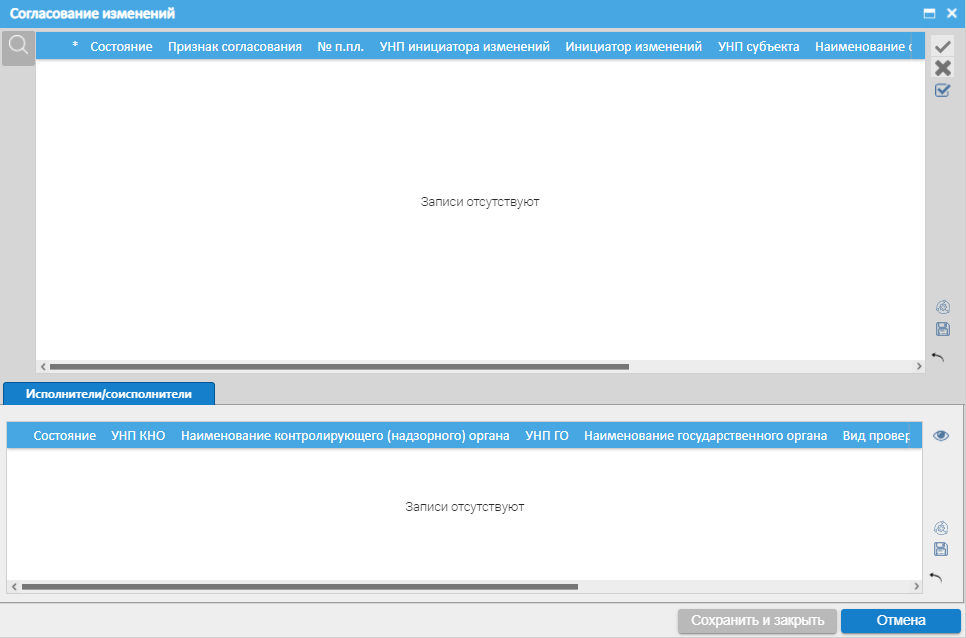 Согласование изменений
* Состояние Признак согласования № п.пл. УНП инициатора изменений Инициатор изменений УНП субъекта Наименование
Записи отсутствуют
Исполнители/соисполнители
Состояние УНП КНО Наименование контролирующего (надзорного) органа УНП ГО Наименование государственного органа Вид провер
Записи отсутствуют
Сохранить и закрыть Отмена